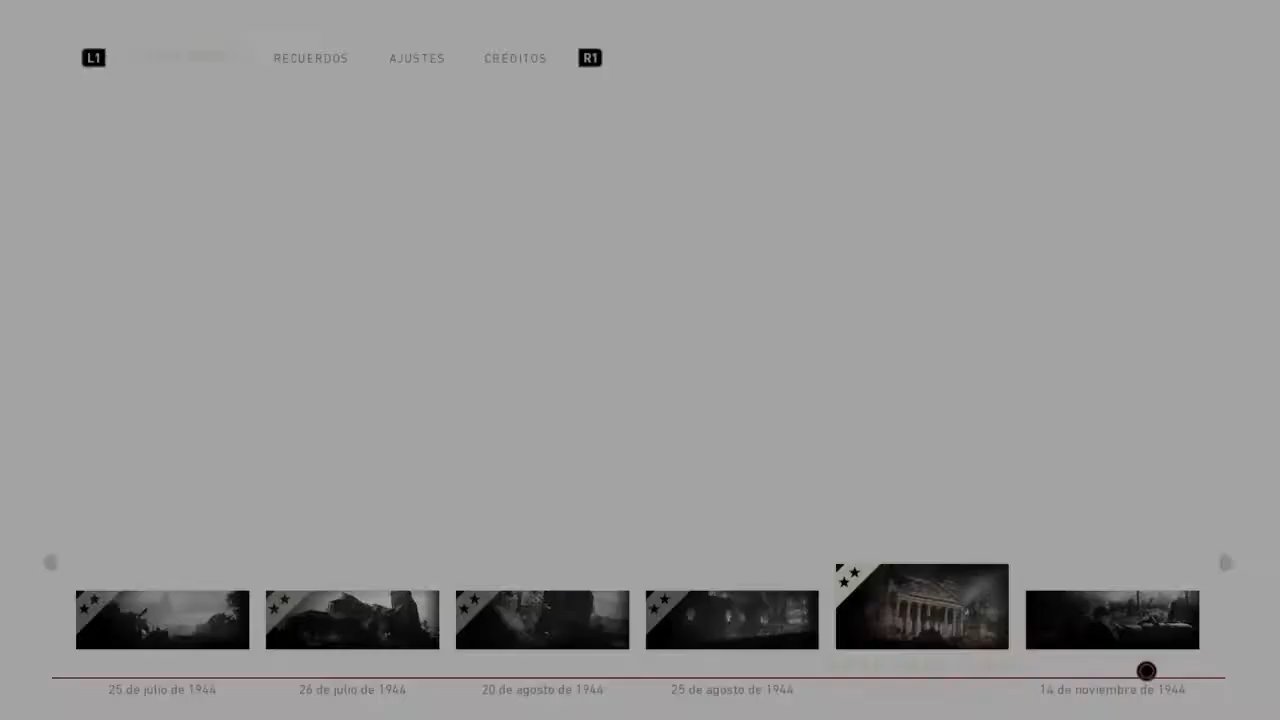 L1 RECUERDOS AJUSTES CRÉDITOS R1
25 de julio de 1944 26 de julio de 1944 20 de agosto de 1944 25 de agosto de 1944 14 de noviembre de 1944